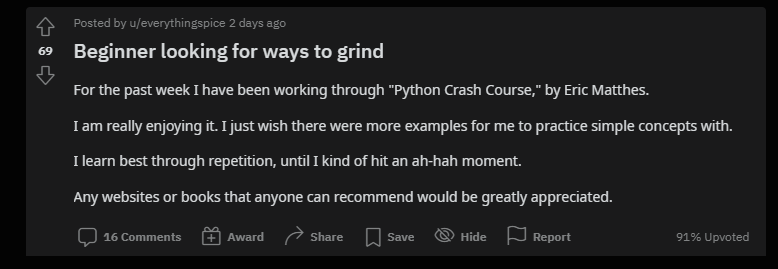 Posted by u/everythingspice 2 days ago
69
Beginner looking for ways to grind
For the past week I have been working through "Python Crash Course," by Eric Matthes.
I am really enjoying it. I just wish there were more examples for me to practice simple concepts with.
I learn best through repetition, until I kind of hit an ah-hah moment.
Any websites or books that anyone can recommend would be greatly appreciated.
16 Comments Award Share Save Hide Report 91% Upvoted